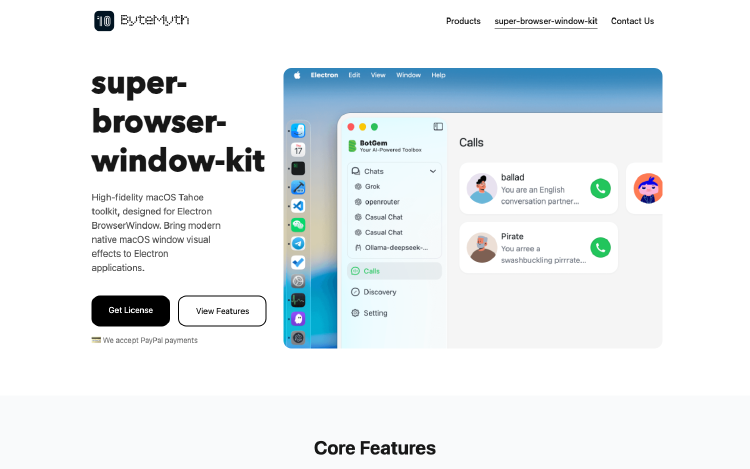 10 ByteMyth
Products super-browser-window-kit Contact Us
super-
browser-
window-kit
High-fidelity macOS Tahoe
toolkit, designed for Electron
BrowserWindow. Bring modern
native macOS window visual
effects to Electron
applications.
Get License View Features
💳 We accept PayPal payments
Electron Edit View Window Help
17
BotGem
Your AI-Powered Toolbox
Chats
Grok
openrouter
Casual Chat
Casual Chat
Ollama-deepseek-...
Calls
Discovery
Setting
Calls
ballad
You are an English
conversation partner...
Pirate
You arree a
swashbuckling pirrrate...
Core Features